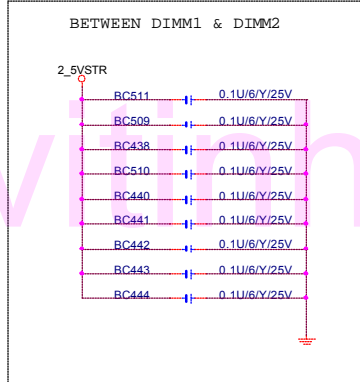 BETWEEN DIMM1 & DIMM2
2_5VSTR
BC511 0.1U/6/Y/25V
BC509 0.1U/6/Y/25V
BC438 0.1U/6/Y/25V
BC510 0.1U/6/Y/25V
BC440 0.1U/6/Y/25V
BC441 0.1U/6/Y/25V
BC442 0.1U/6/Y/25V
BC443 0.1U/6/Y/25V
BC444 0.1U/6/Y/25V
vitinh